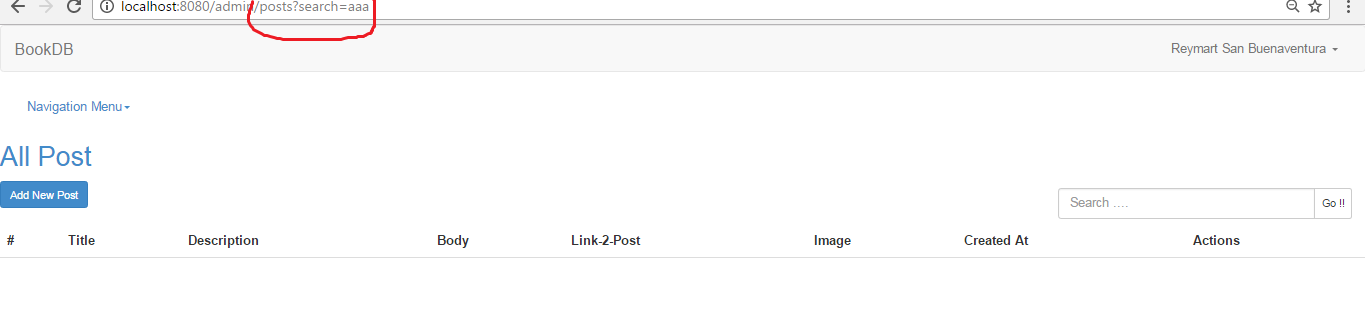 localhost:8080/admin/posts?search=aaa
BookDB
Reymart San Buenaventura
Navigation Menu
All Post
Add New Post
Search ....
Go !!
# Title Description Body Link-2-Post Image Created At Actions